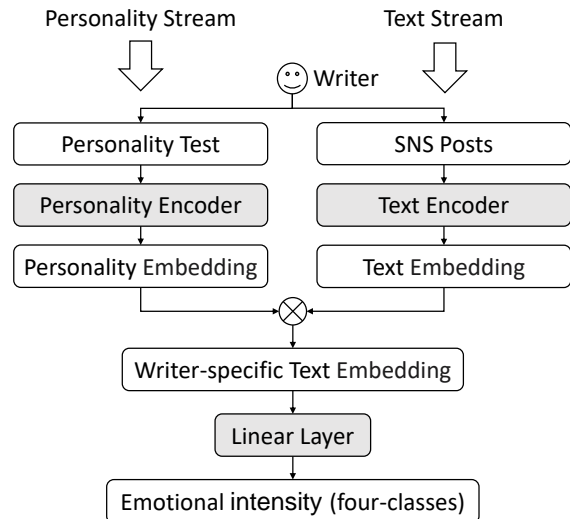 Personality Stream
Text Stream
Writer
Personality Test
SNS Posts
Personality Encoder
Text Encoder
Personality Embedding
Text Embedding
Writer-specific Text Embedding
Linear Layer
Emotional intensity (four-classes)